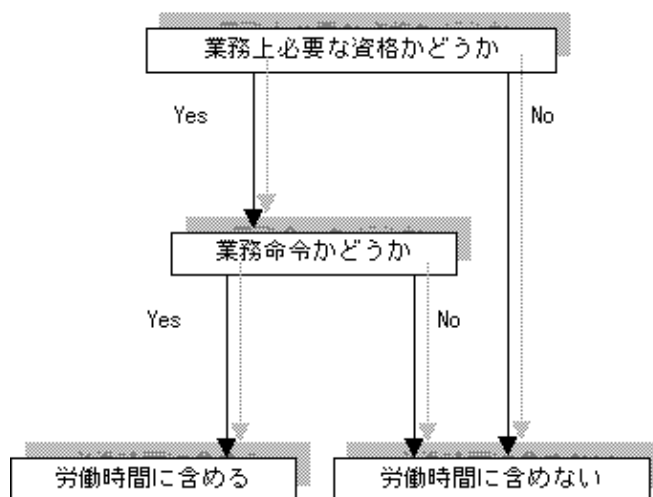 業務上必要な資格かどうか
Yes
No
業務命令かどうか
Yes
No
労働時間に含める
労働時間に含めない